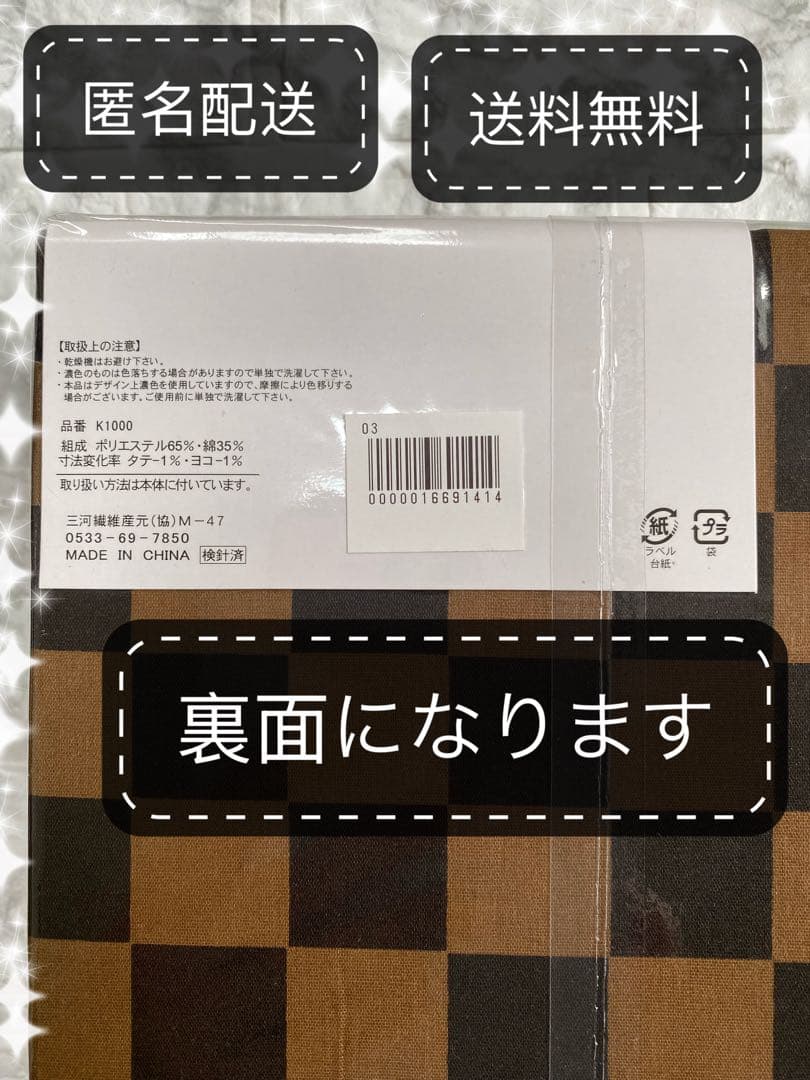 匿名配送
送料無料
【取扱上の注意】
・乾燥機はお避け下さい。
・濃色のものは色落ちする場合がありますので単独で洗濯して下さい。
・本品はデザイン上濃色を使用していますので、摩擦により色移りする
場合がございます。ご使用前に単独で洗濯して下さい。
品番 K1000
組成 ポリエステル65%・綿35%
寸法変化率 タテ-1%・ヨコ-1%
取り扱い方法は本体に付いています。
三河繊維産元(協)M-47
0533-69-7850
MADE IN CHINA 検針済
03
0000016691414
紙
ラベル
台紙
プラ
袋
裏面になります